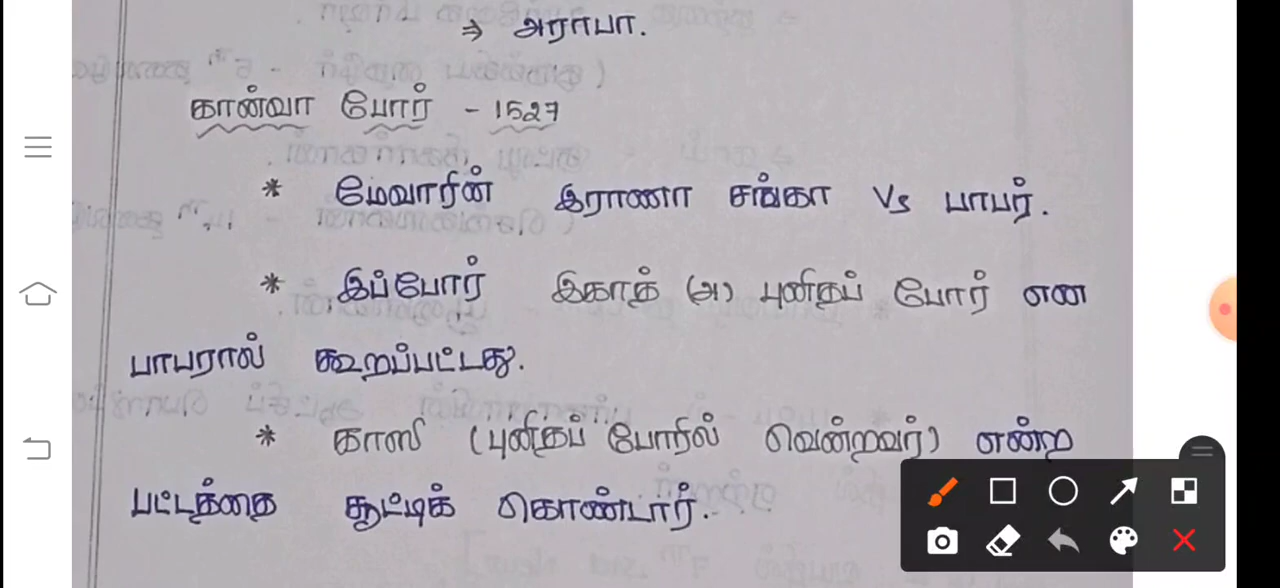 ⇒ அராபா.
கான்வா போர் - 1527
* மேவாரின் இராணா சங்கா Vs பாபர்.
* இப்போர் இகாத் (அ) புனிதப் போர் என
பாபரால் கூறப்பட்டது.
* காஸி (புனிதப் போரில் வென்றவர்) என்ற
பட்டத்தை சூட்டிக் கொண்டார்.